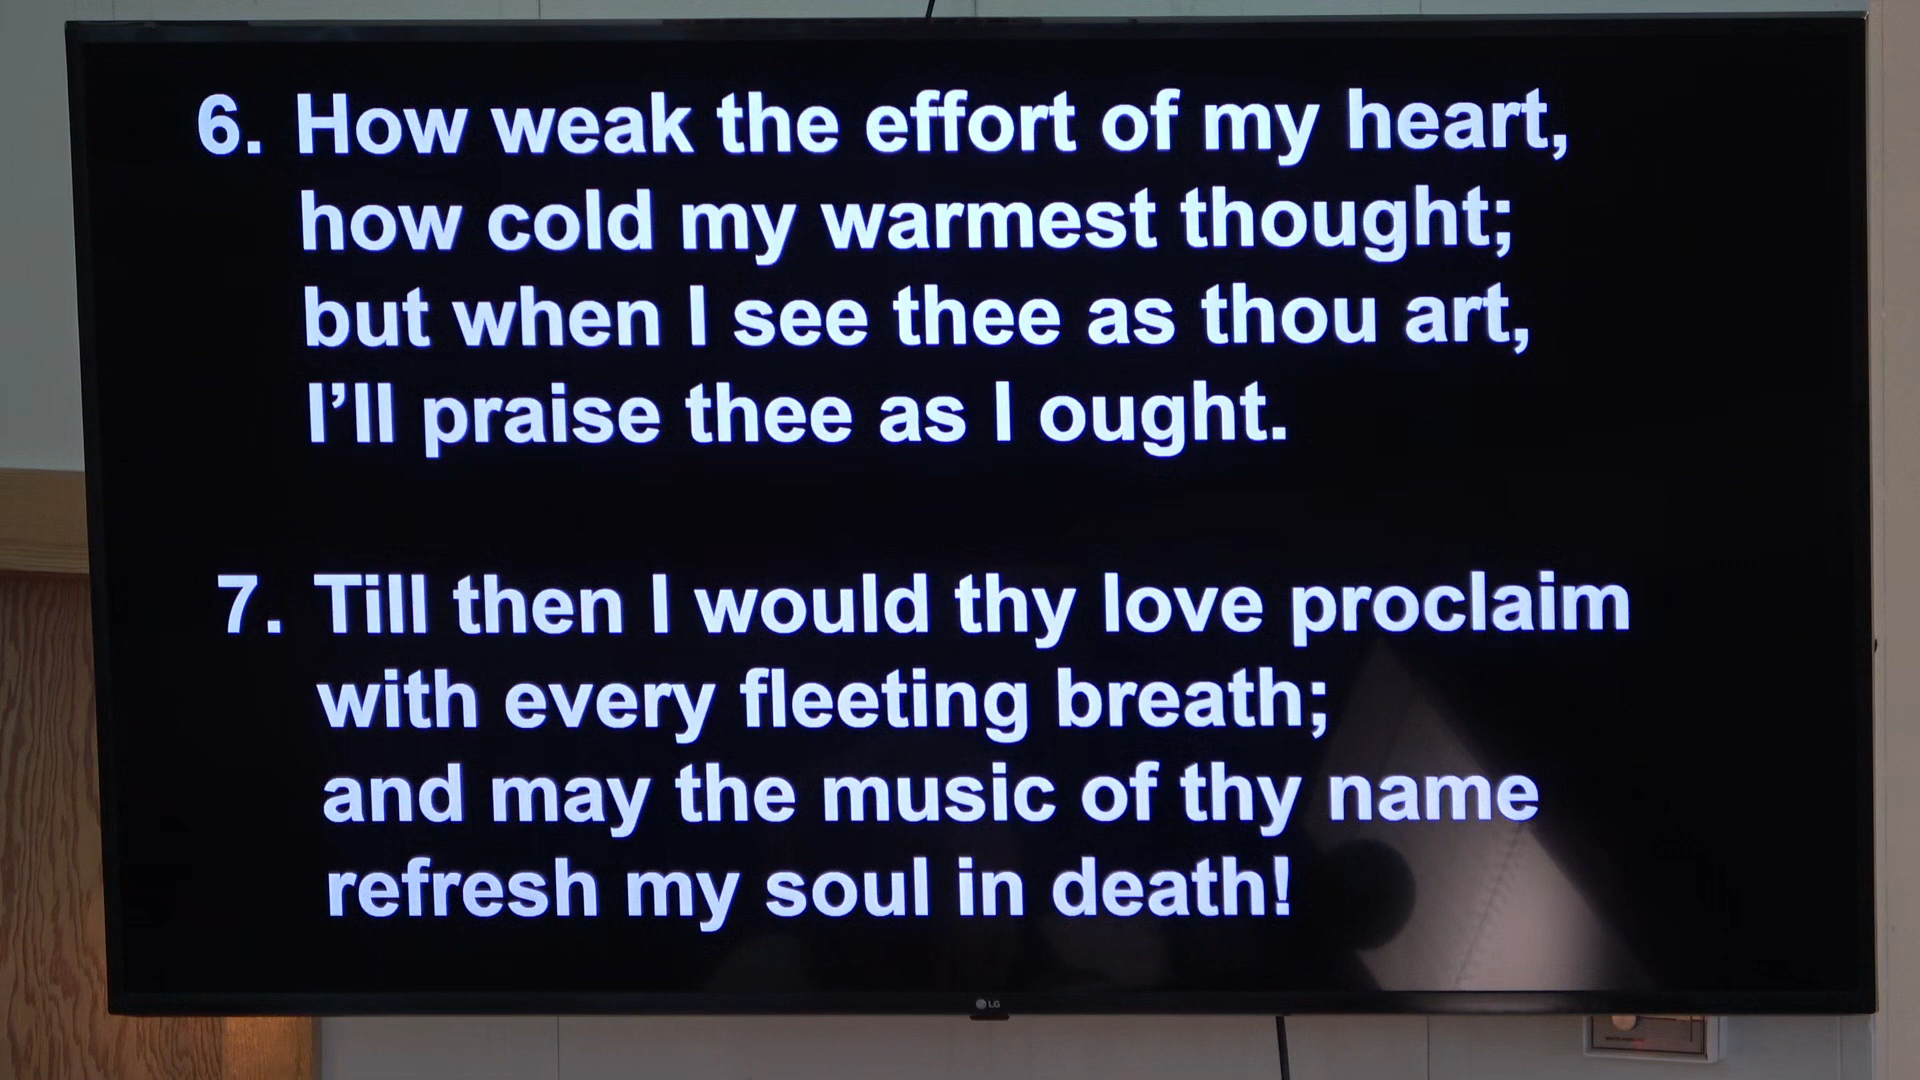 6. How weak the effort of my heart,
how cold my warmest thought;
but when I see thee as thou art,
I’ll praise thee as I ought.
7. Till then I would thy love proclaim
with every fleeting breath;
and may the music of thy name
refresh my soul in death!
LG